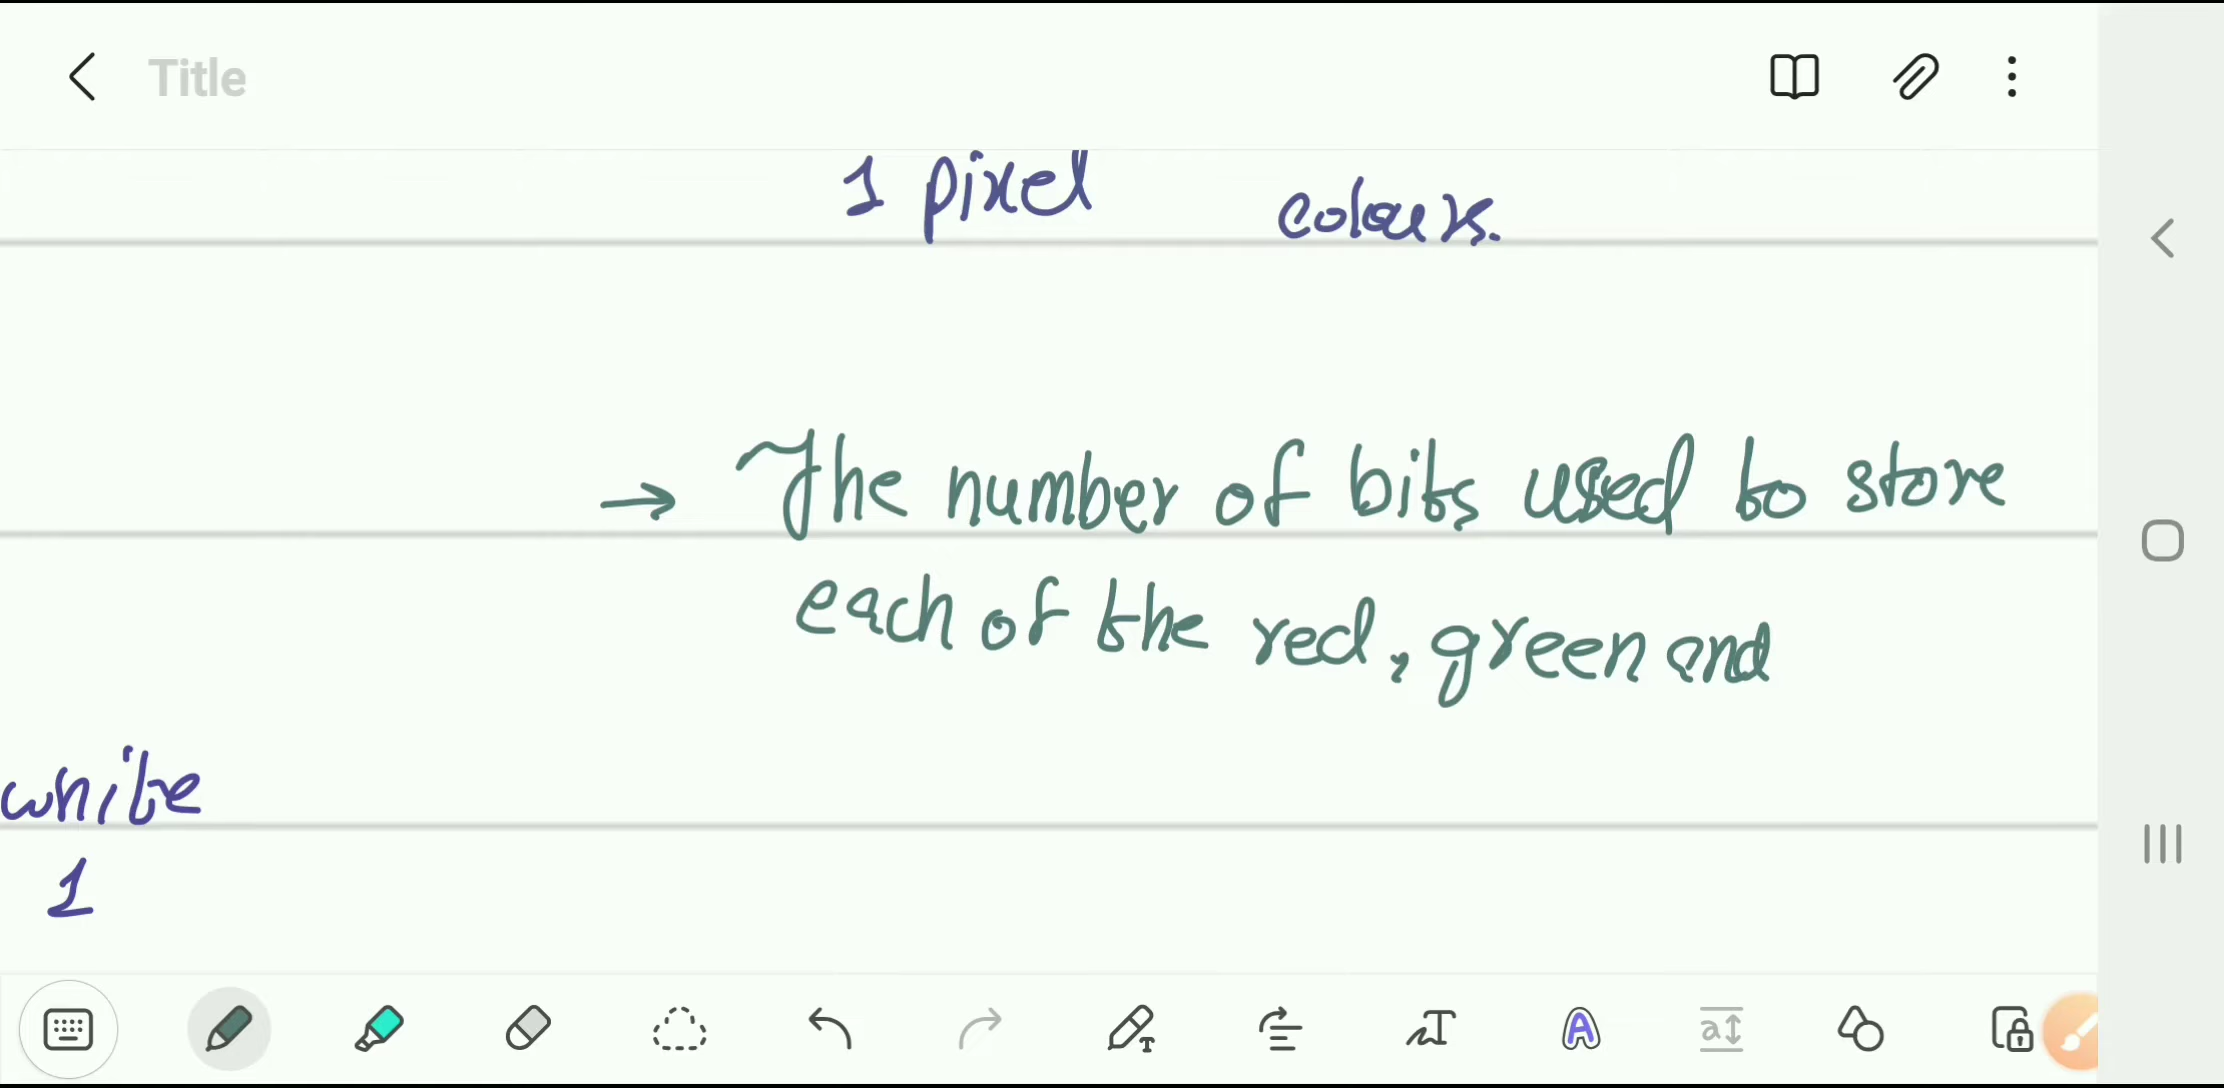 Title
1 pixel colours.
→ The number of bits used to store
each of the red, green and
white
1